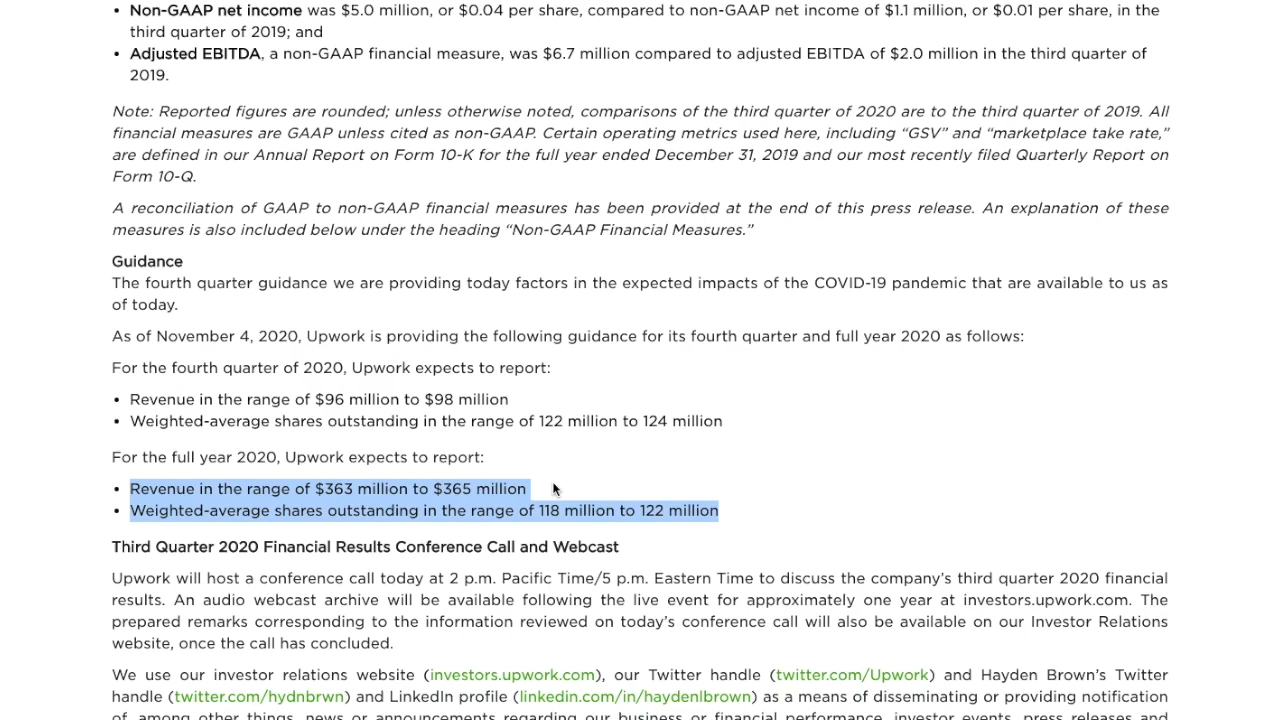 • Non-GAAP net income was $5.0 million, or $0.04 per share, compared to non-GAAP net income of $1.1 million, or $0.01 per share, in the
third quarter of 2019; and
• Adjusted EBITDA, a non-GAAP financial measure, was $6.7 million compared to adjusted EBITDA of $2.0 million in the third quarter of
2019.
Note: Reported figures are rounded; unless otherwise noted, comparisons of the third quarter of 2020 are to the third quarter of 2019. All
financial measures are GAAP unless cited as non-GAAP. Certain operating metrics used here, including “GSV” and “marketplace take rate,”
are defined in our Annual Report on Form 10-K for the full year ended December 31, 2019 and our most recently filed Quarterly Report on
Form 10-Q.
A reconciliation of GAAP to non-GAAP financial measures has been provided at the end of this press release. An explanation of these
measures is also included below under the heading “Non-GAAP Financial Measures.”
Guidance
The fourth quarter guidance we are providing today factors in the expected impacts of the COVID-19 pandemic that are available to us as
of today.
As of November 4, 2020, Upwork is providing the following guidance for its fourth quarter and full year 2020 as follows:
For the fourth quarter of 2020, Upwork expects to report:
• Revenue in the range of $96 million to $98 million
• Weighted-average shares outstanding in the range of 122 million to 124 million
For the full year 2020, Upwork expects to report:
• Revenue in the range of $363 million to $365 million
• Weighted-average shares outstanding in the range of 118 million to 122 million
Third Quarter 2020 Financial Results Conference Call and Webcast
Upwork will host a conference call today at 2 p.m. Pacific Time/5 p.m. Eastern Time to discuss the company’s third quarter 2020 financial
results. An audio webcast archive will be available following the live event for approximately one year at investors.upwork.com. The
prepared remarks corresponding to the information reviewed on today’s conference call will also be available on our Investor Relations
website, once the call has concluded.
We use our investor relations website (investors.upwork.com), our Twitter handle (twitter.com/Upwork) and Hayden Brown’s Twitter
handle (twitter.com/hydnbrwn) and LinkedIn profile (linkedin.com/in/haydenlbrown) as a means of disseminating or providing notification
of, among other things, news or announcements regarding our business or financial performance, investor events, press releases and